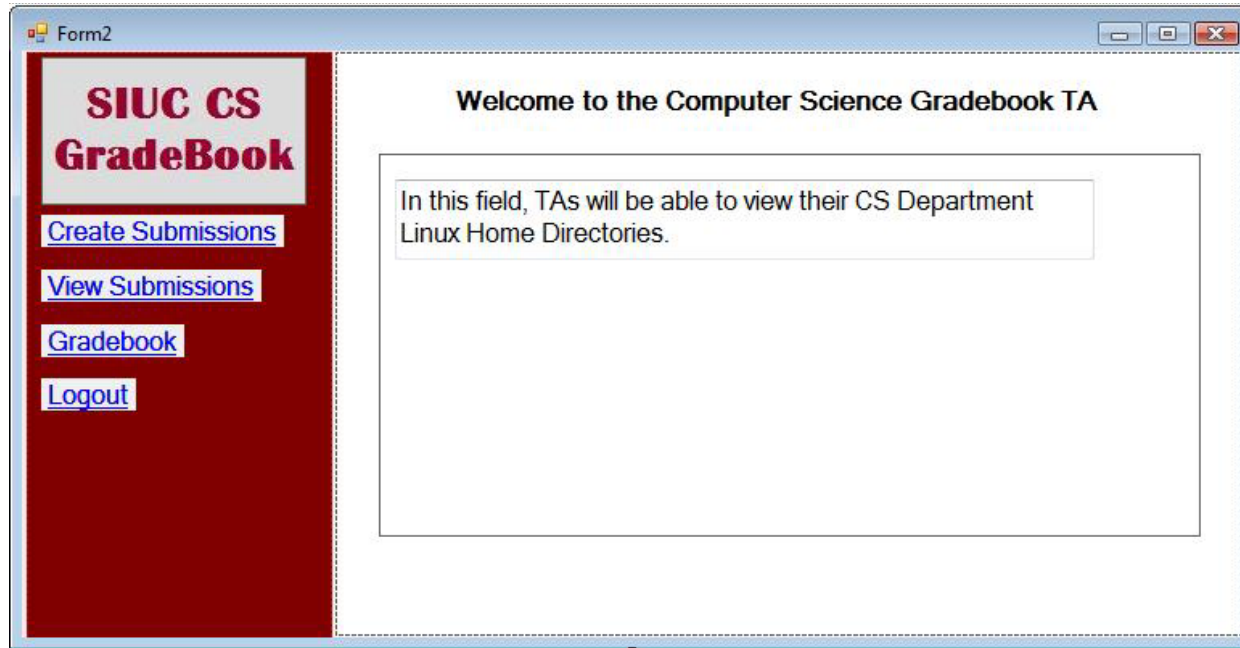 Form2
SIUC CS
GradeBook
Create Submissions
View Submissions
Gradebook
Logout
Welcome to the Computer Science Gradebook TA
In this field, TAs will be able to view their CS Department
Linux Home Directories.